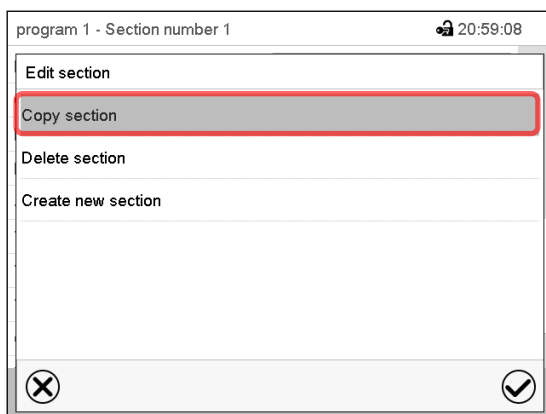 program 1 - Section number 1 20:59:08
Edit section
Copy section
Delete section
Create new section